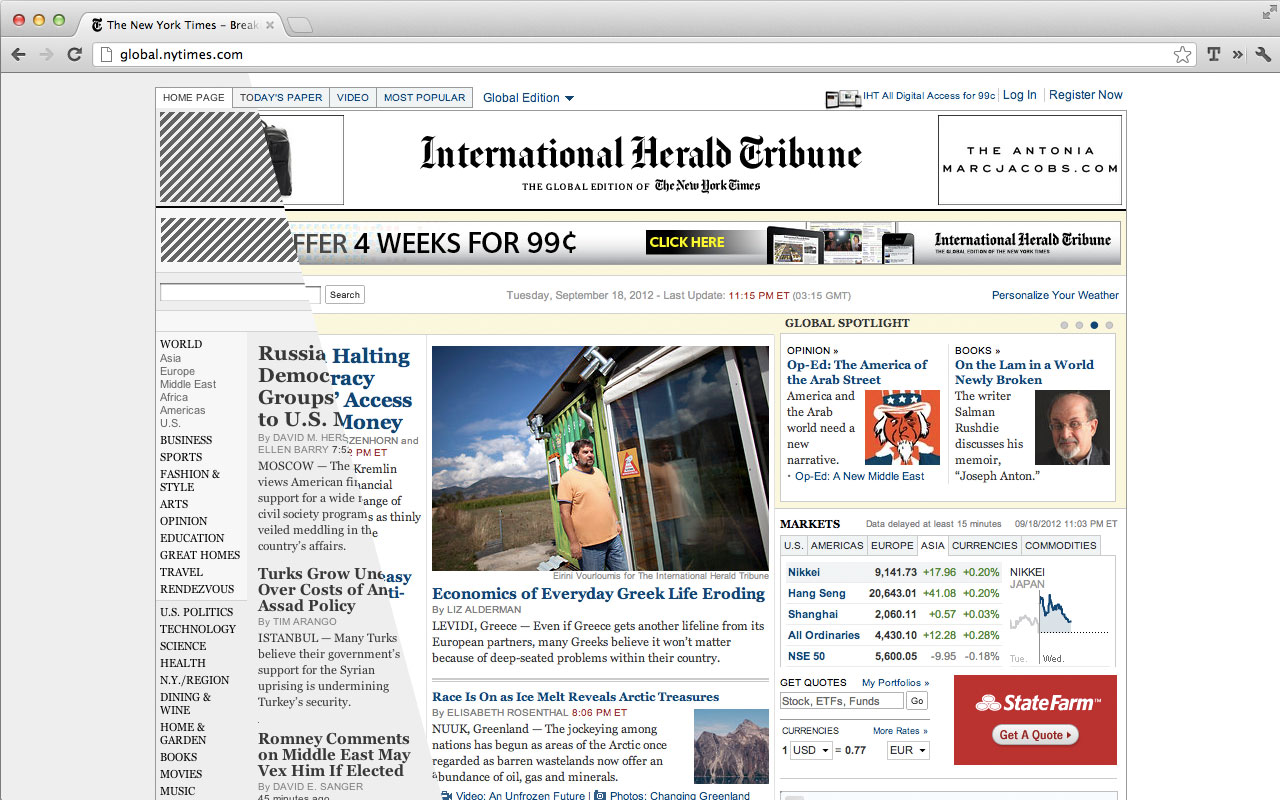 The New York Times – Break
global.nytimes.com
HOME PAGE
TODAY'S PAPER
VIDEO
MOST POPULAR
Global Edition
IHT All Digital Access for 99c
Log In
Register Now
International Herald Tribune
THE GLOBAL EDITION OF The New York Times
THE ANTONIA
MARCJACOBS.COM
FFER 4 WEEKS FOR 99¢
CLICK HERE
International Herald Tribune
THE GLOBAL EDITION OF THE NEW YORK TIMES
Search
Tuesday, September 18, 2012 - Last Update: 11:15 PM ET (03:15 GMT)
Personalize Your Weather
WORLD
Asia
Europe
Middle East
Africa
Americas
U.S.
BUSINESS
SPORTS
FASHION &
STYLE
ARTS
OPINION
EDUCATION
GREAT HOMES
TRAVEL
RENDEZVOUS
U.S. POLITICS
TECHNOLOGY
SCIENCE
HEALTH
N.Y./REGION
DINING &
WINE
HOME &
GARDEN
BOOKS
MOVIES
MUSIC
Russia Halting
Democracy
Groups' Access
to U.S. Money
By DAVID M. HERSZENHORN and
ELLEN BARRY 7:52 PM ET
MOSCOW — The Kremlin
views American financial
support for a wide range of
civil society programs as thinly
veiled meddling in the
country's affairs.
Turks Grow Uneasy
Over Costs of Anti-
Assad Policy
By TIM ARANGO
ISTANBUL — Many Turks
believe their government's
support for the Syrian
uprising is undermining
Turkey's security.
Romney Comments
on Middle East May
Vex Him if Elected
By DAVID E. SANGER
45 minutes ago
Eirini Vourloumis for The International Herald Tribune
Economics of Everyday Greek Life Eroding
By LIZ ALDERMAN
LEVIDI, Greece — Even if Greece gets another lifeline from its
European partners, many Greeks believe it won't matter
because of deep-seated problems within their country.
Race Is On as Ice Melt Reveals Arctic Treasures
By ELISABETH ROSENTHAL 8:06 PM ET
NUUK, Greenland — The jockeying among
nations has begun as areas of the Arctic once
regarded as barren wastelands now offer an
abundance of oil, gas and minerals.
Video: An Unfrozen Future | Photos: Changing Greenland
GLOBAL SPOTLIGHT
OPINION »
Op-Ed: The America of
the Arab Street
America and
the Arab
world need a
new
narrative.
· Op-Ed: A New Middle East
BOOKS »
On the Lam in a World
Newly Broken
The writer
Salman
Rushdie
discusses his
memoir,
“Joseph Anton.”
MARKETS
Data delayed at least 15 minutes
09/18/2012 11:03 PM ET
U.S.
AMERICAS
EUROPE
ASIA
CURRENCIES
COMMODITIES
Nikkei 9,141.73 +17.96 +0.20%
Hang Seng 20,643.01 +41.08 +0.20%
Shanghai 2,060.11 +0.57 +0.03%
All Ordinaries 4,430.10 +12.28 +0.28%
NSE 50 5,600.05 -9.95 -0.18%
NIKKEI
JAPAN
Tue.
Wed.
GET QUOTES
My Portfolios »
Stock, ETFs, Funds
Go
CURRENCIES
More Rates »
1 USD = 0.77 EUR
StateFarm™
Get A Quote